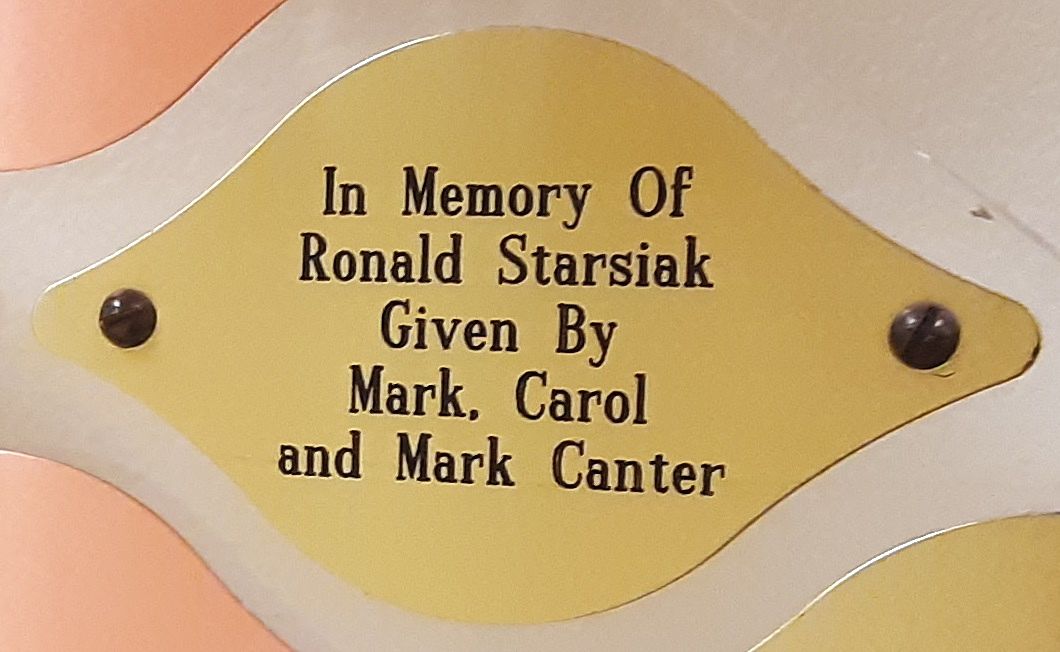 In Memory Of
Ronald Starsiak
Given By
Mark, Carol
and Mark Canter